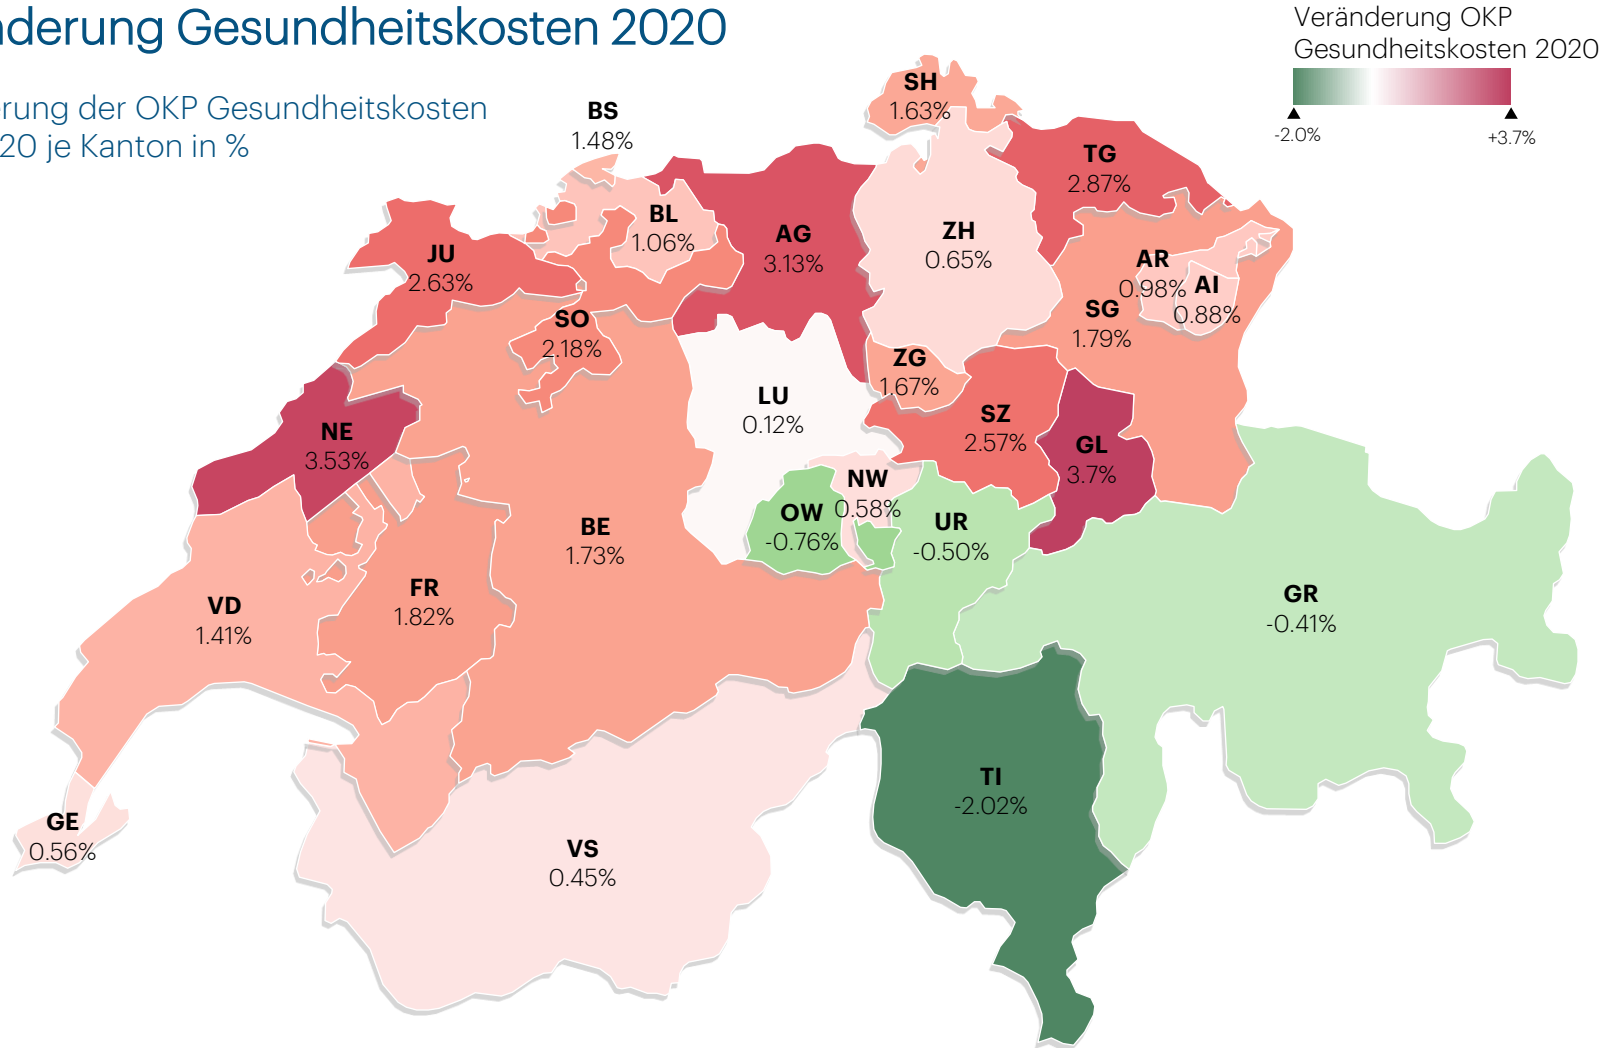 nderung Gesundheitskosten 2020
erung der OKP Gesundheitskosten
20 je Kanton in %
Veränderung OKP
Gesundheitskosten 2020
-2.0%
+3.7%
SH
1.63%
BS
1.48%
TG
2.87%
BL
1.06%
AG
3.13%
ZH
0.65%
JU
2.63%
AR
0.98%
AI
0.88%
SG
1.79%
SO
2.18%
ZG
1.67%
LU
0.12%
SZ
2.57%
NE
3.53%
GL
3.7%
NW
0.58%
OW
-0.76%
UR
-0.50%
BE
1.73%
FR
1.82%
VD
1.41%
GR
-0.41%
TI
-2.02%
GE
0.56%
VS
0.45%